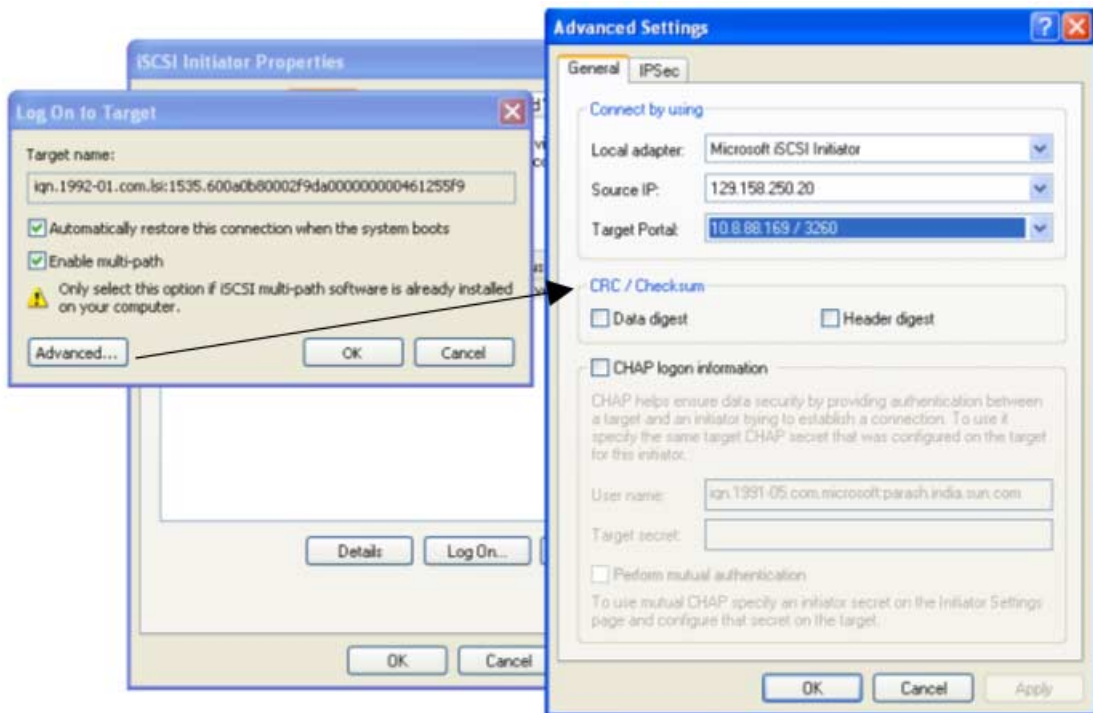 iSCSI Initiator Properties
Log On to Target
Target name:
iqn.1992-01.com.lsi:1535.600a0b80002f9da000000000461255f9
Automatically restore this connection when the system boots
Enable multi-path
Only select this option if iSCSI multi-path software is already installed
on your computer.
Advanced...
OK
Cancel
Details
Log On...
OK
Cancel
Advanced Settings
General
IPSec
Connect by using
Local adapter:
Microsoft iSCSI Initiator
Source IP:
129.158.250.20
Target Portal:
10.8.88.169 / 3260
CRC / Checksum
Data digest
Header digest
CHAP logon information
CHAP helps ensure data security by providing authentication between
a target and an initiator trying to establish a connection. To use it
specify the same target CHAP secret that was configured on the target
for this initiator.
User name:
iqn.1991-05.com.microsoft:parash.india.sun.com
Target secret:
Perform mutual authentication
To use mutual CHAP specify an initiator secret on the Initiator Settings
page and configure that secret on the target.
OK
Cancel
Apply